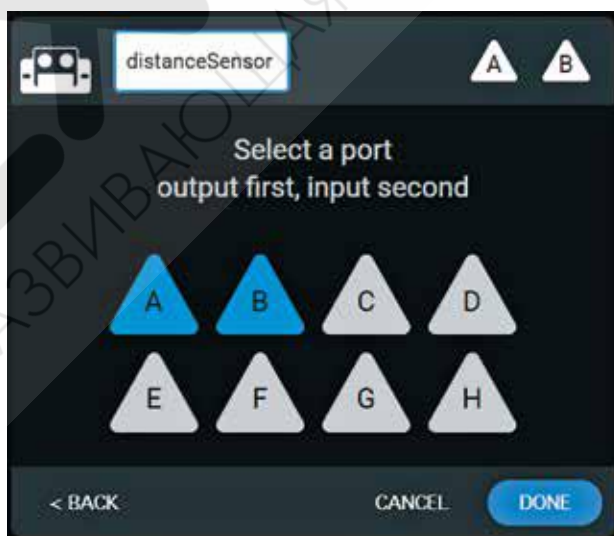 distanceSensor
A B
Select a port
output first, input second
A B C D
E F G H
< BACK CANCEL DONE